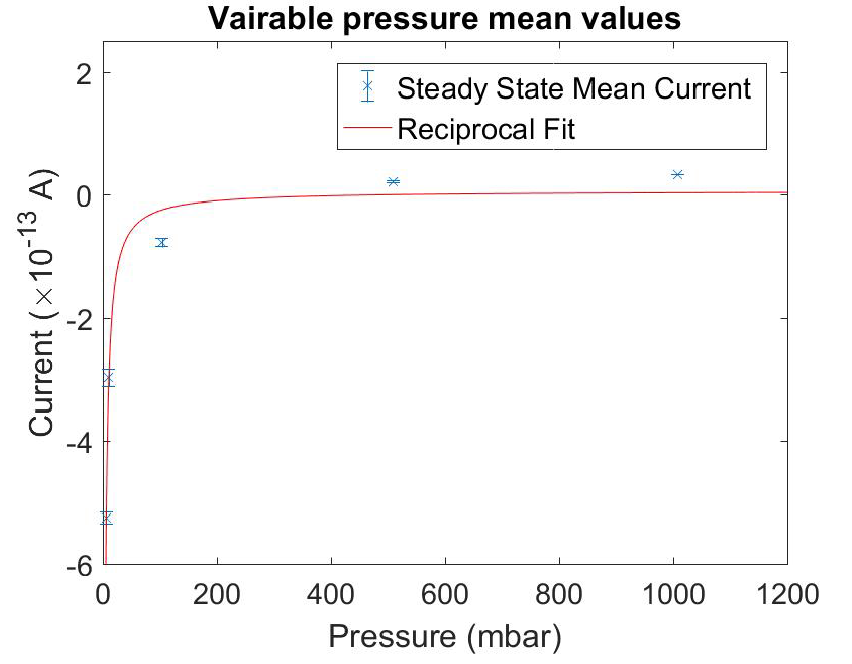 Vairable pressure mean values
Steady State Mean Current
Reciprocal Fit
Current (×10⁻¹³ A)
2
0
-2
-4
-6
0 200 400 600 800 1000 1200
Pressure (mbar)